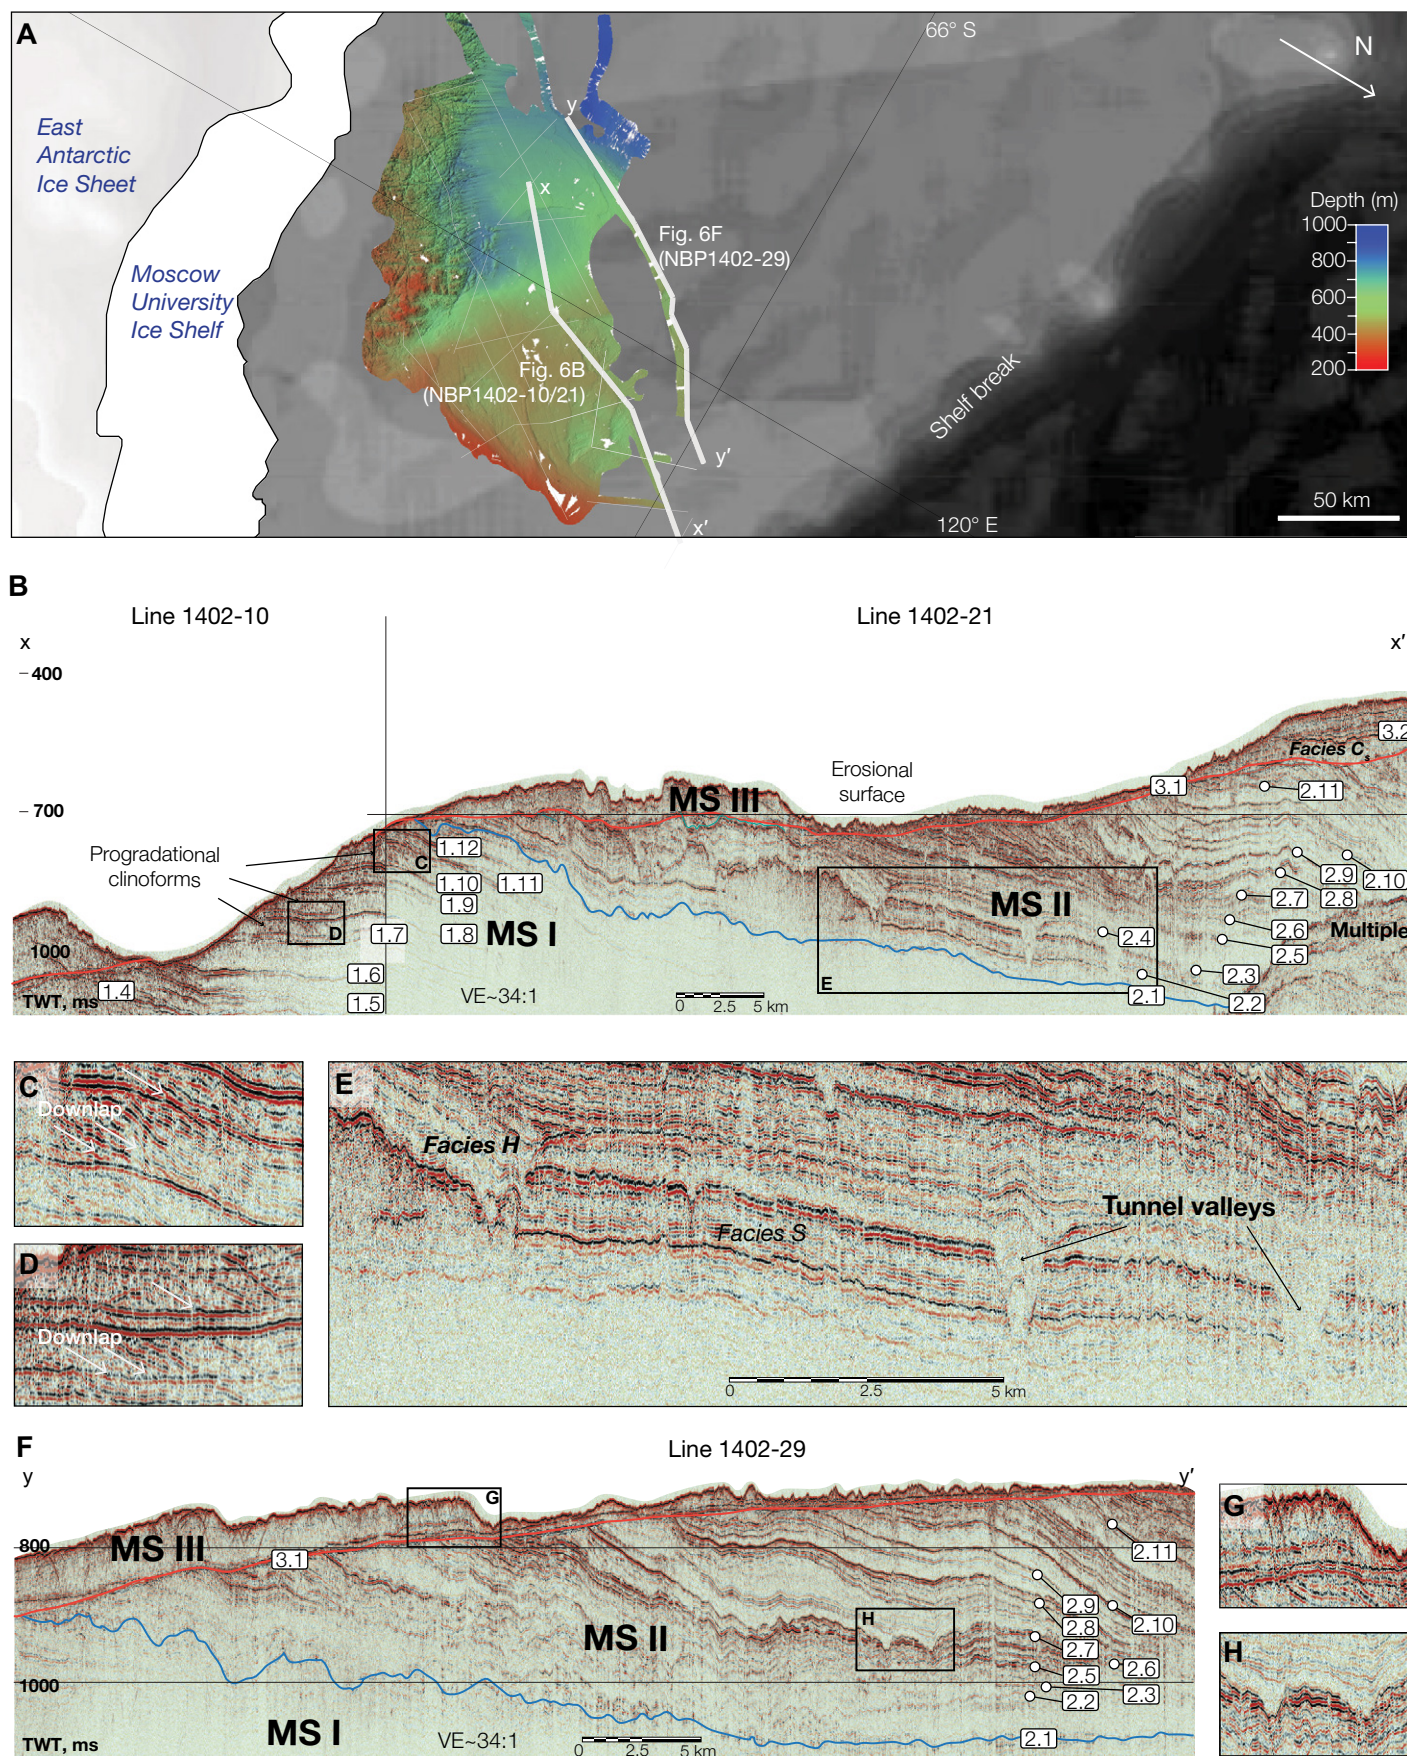 A
66° S
N
East
Antarctic
Ice Sheet
y
x
Depth (m)
1000
800
600
400
200
Fig. 6F
(NBP1402-29)
Moscow
University
Ice Shelf
Fig. 6B
(NBP1402-10/21)
Shelf break
y′
x′
120° E
50 km
B
Line 1402-10
Line 1402-21
x
x′
400
700
1000
TWT, ms
Erosional
surface
Facies Cs
3.2
3.1
2.11
MS III
Progradational
clinoforms
C
D
1.12
1.10
1.11
1.9
1.8
1.7
1.6
1.5
1.4
MS I
MS II
2.9
2.10
2.7
2.8
2.6
Multiple
2.5
2.4
2.3
2.1
2.2
E
VE~34:1
0
2.5
5 km
C
Downlap
D
Downlap
E
Facies H
Facies S
Tunnel valleys
0
2.5
5 km
F
Line 1402-29
y
y′
G
800
MS III
3.1
2.11
2.9
2.10
2.8
2.7
2.6
2.5
2.3
2.2
2.1
H
MS II
1000
MS I
TWT, ms
VE~34:1
0
2.5
5 km
G
H